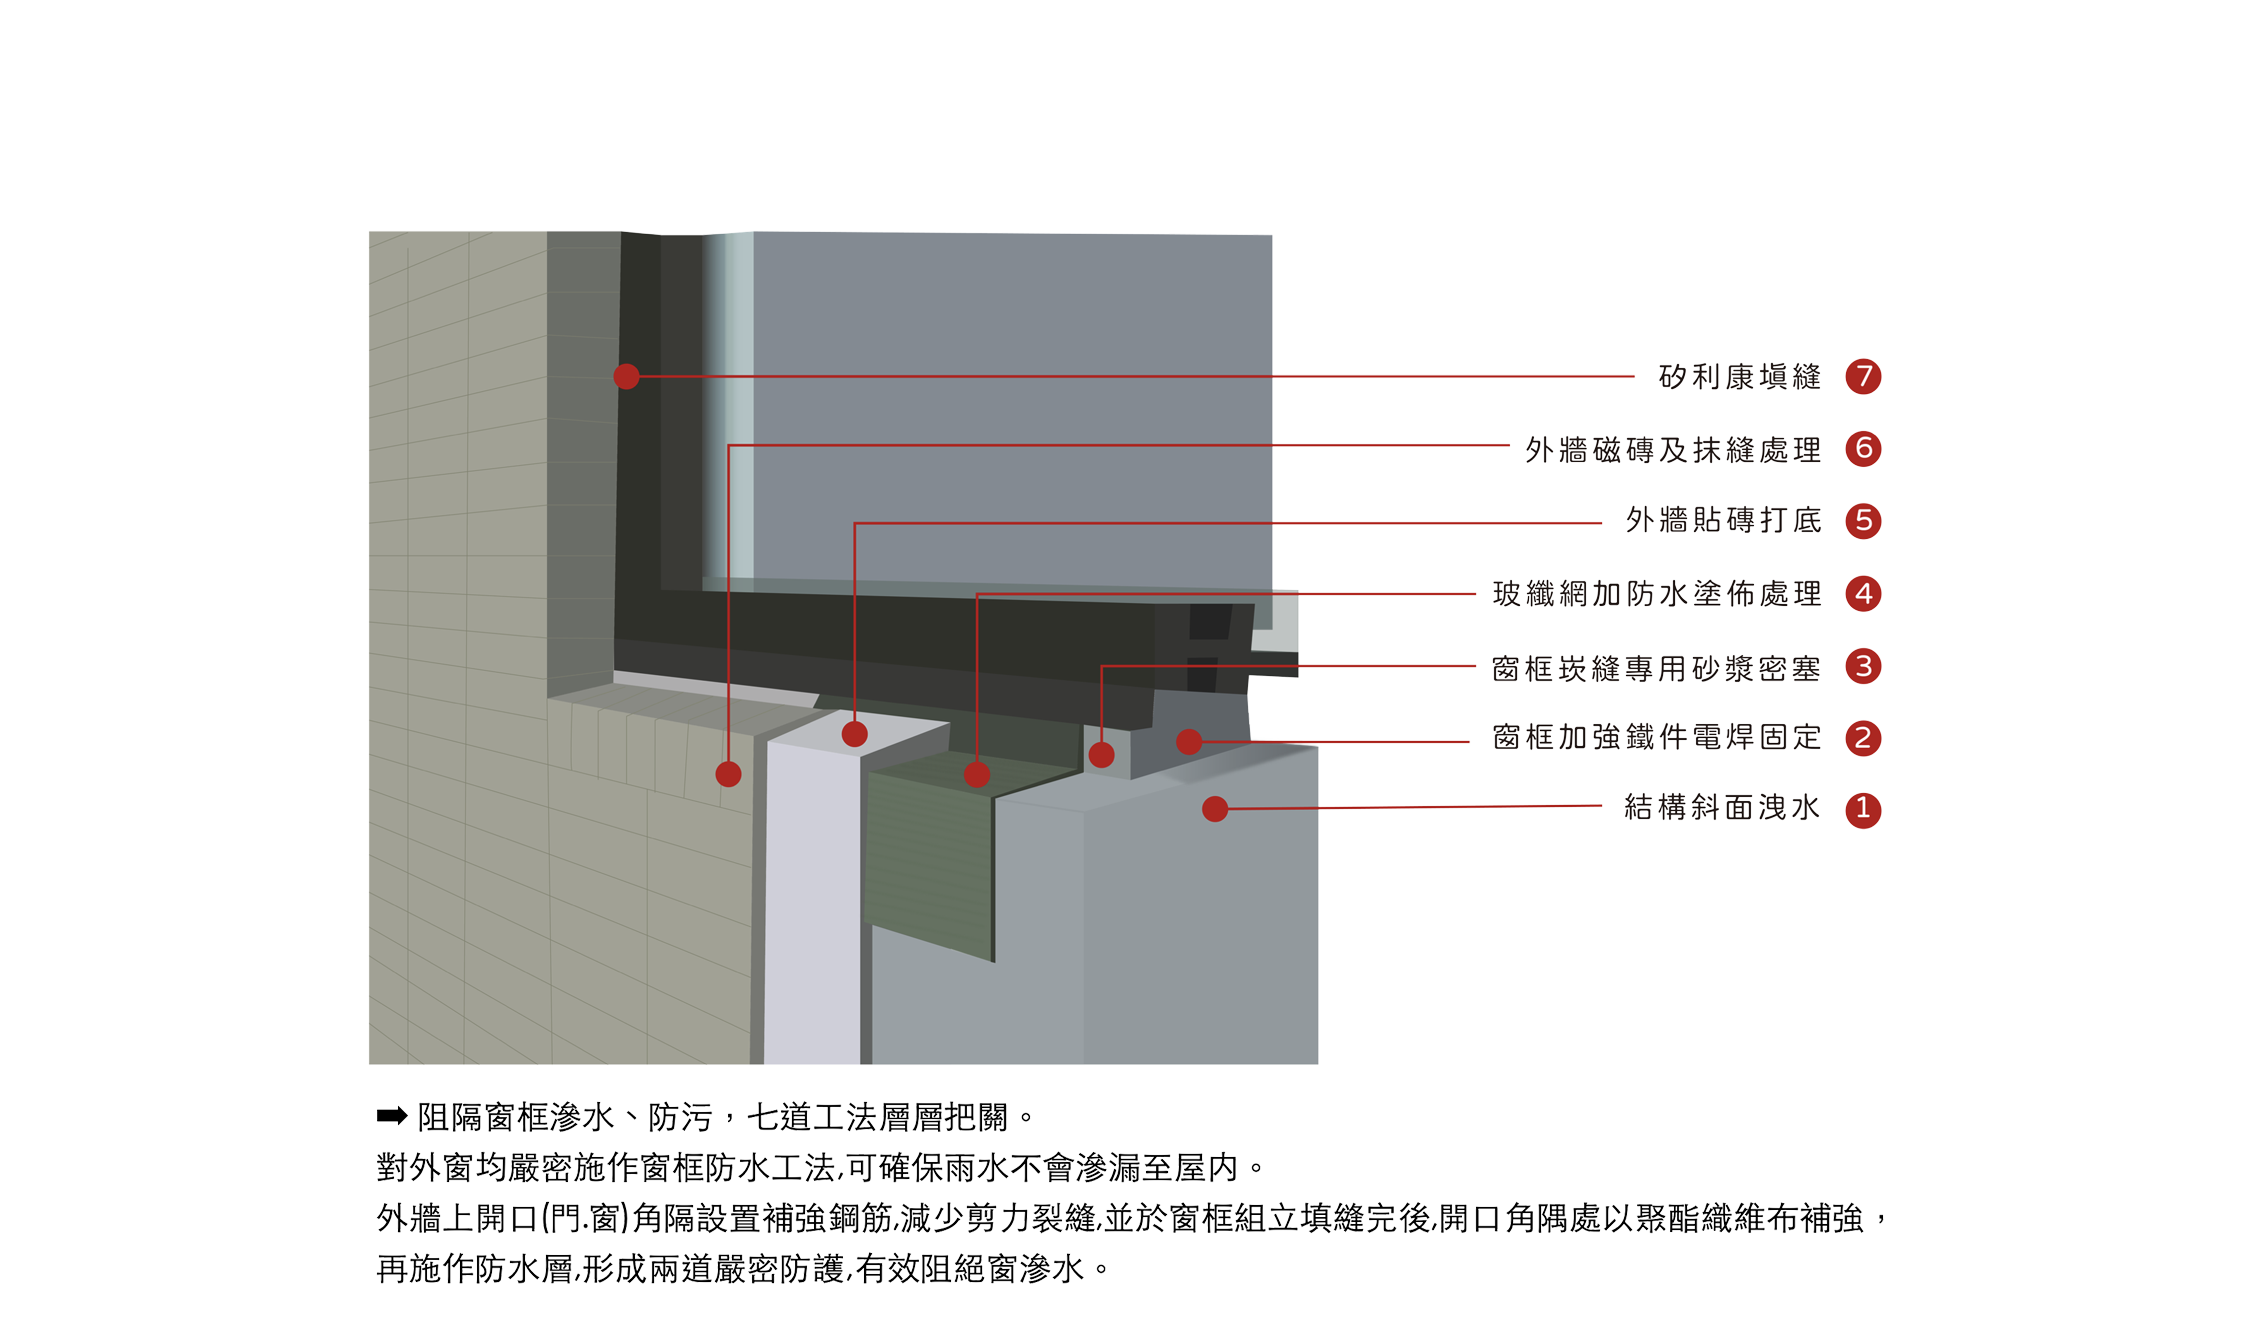 矽利康塡縫 7
外牆磁磚及抹縫處理 6
外牆貼磚打底 5
玻纖網加防水塗佈處理 4
窗框崁縫專用砂漿密塞 3
窗框加強鐵件電焊固定 2
結構斜面洩水 1
➡阻隔窗框滲水、防污，七道工法層層把關。
對外窗均嚴密施作窗框防水工法,可確保雨水不會滲漏至屋內。
外牆上開口(門.窗)角隔設置補強鋼筋,減少剪力裂縫,並於窗框組立填縫完後,開口角隅處以聚酯纖維布補強，
再施作防水層,形成兩道嚴密防護,有效阻絕窗滲水。